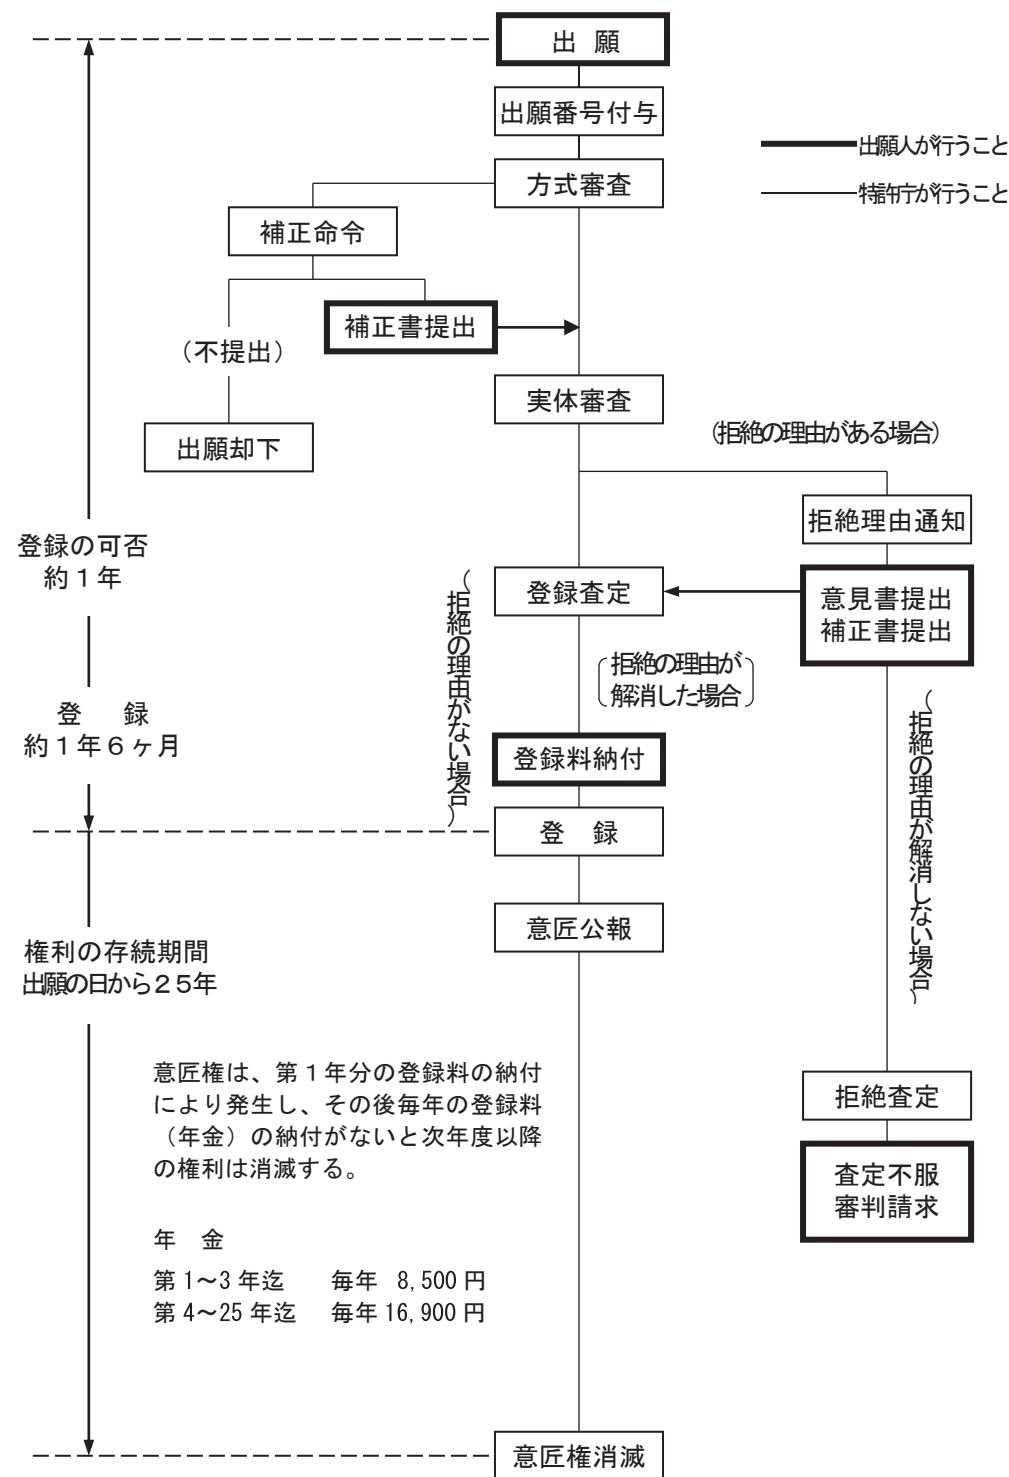 出 願
出願番号付与
出願人が行うこと
方式審査
特許庁が行うこと
補正命令
補正書提出
（不提出）
実体審査
出願却下
（拒絶の理由がある場合）
拒絶理由通知
登録の可否
約１年
登録査定
意見書提出
補正書提出
（拒絶の理由がない場合）
拒絶の理由が
解消した場合
（拒絶の理由が解消しない場合）
登　録
約１年６ヶ月
登録料納付
登　録
意匠公報
権利の存続期間
出願の日から２５年
意匠権は、第１年分の登録料の納付
により発生し、その後毎年の登録料
（年金）の納付がないと次年度以降
の権利は消滅する。
拒絶査定
査定不服
審判請求
年　金
第 1～3 年迄　毎年 8,500 円
第 4～25 年迄　毎年 16,900 円
意匠権消滅